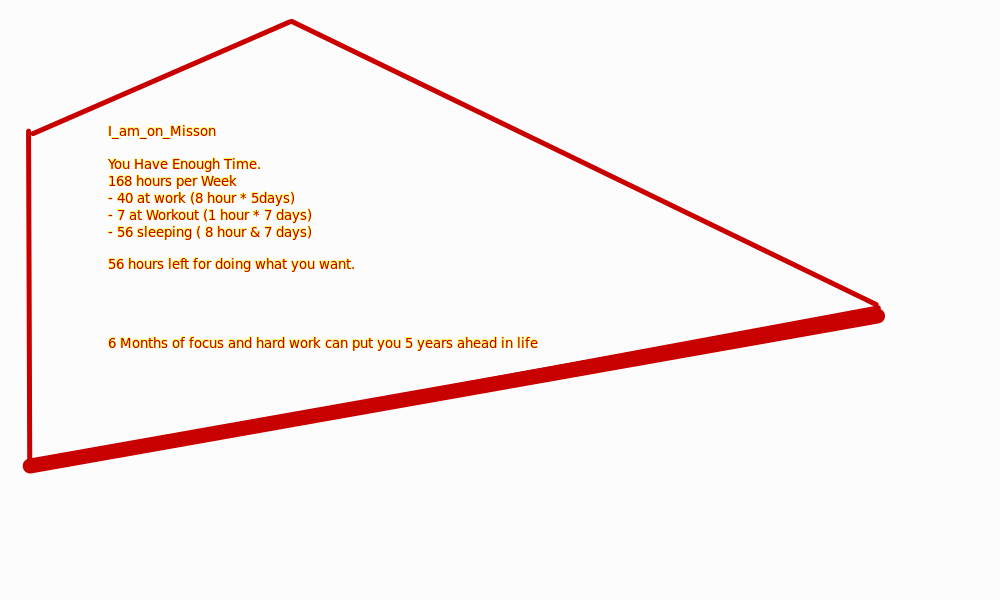 I_am_on_Misson
You Have Enough Time.
168 hours per Week
- 40 at work (8 hour * 5days)
- 7 at Workout (1 hour * 7 days)
- 56 sleeping ( 8 hour & 7 days)
56 hours left for doing what you want.
6 Months of focus and hard work can put you 5 years ahead in life